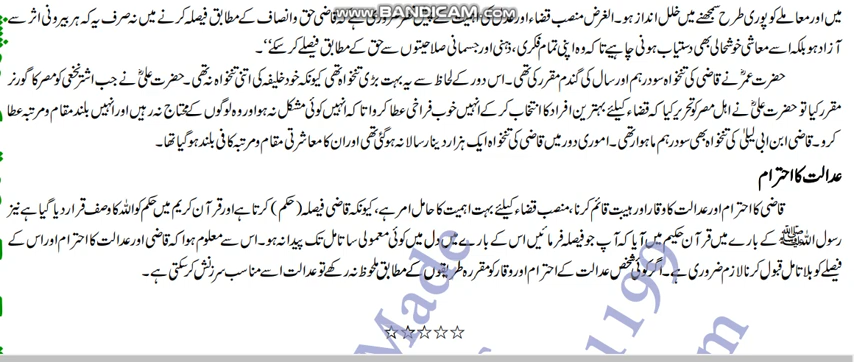 www.BANDICAM.com
میں اور معاملے کو پوری طرح سمجھنے میں خلل انداز ہو۔ الغرض منصب قضاء اور عدل کی اہمیت کے پیش نظر ضروری ہے کہ قاضی حق و انصاف کے مطابق فیصلہ کرنے میں نہ صرف یہ کہ ہر بیرونی اثر سے
آزاد ہو بلکہ اسے معاشی خوشحالی بھی دستیاب ہونی چاہیے تاکہ وہ اپنی تمام فکری، ذہنی اور جسمانی صلاحیتوں سے حق کے مطابق فیصلے کر سکے‘‘۔
حضرت عمرؓ نے قاضی کی تنخواہ سو درہم اور سال کی گندم مقرر کی تھی۔ اس دور کے لحاظ سے یہ بہت بڑی تنخواہ تھی کیونکہ خود خلیفہ کی اتنی تنخواہ نہ تھی۔ حضرت علیؓ نے جب اشتر نخعی کو مصر کا گورنر
مقرر کیا تو حضرت علیؓ نے اہل مصر کو تحریر کیا کہ قضاء کیلئے بہترین افراد کا انتخاب کر کے انہیں خوب فراخی عطا کرو تاکہ انہیں کوئی مشکل نہ ہو اور وہ لوگوں کے محتاج نہ رہیں اور انہیں بلند مقام و مرتبہ عطا
کرو۔ قاضی ابن ابی لیلیٰ کی تنخواہ بھی سو درہم ماہوار تھی۔ اموری دور میں قاضی کی تنخواہ ایک ہزار دینار سالانہ ہو گئی تھی اور ان کا معاشرتی مقام و مرتبہ کافی بلند ہو گیا تھا۔
عدالت کا احترام
قاضی کا احترام اور عدالت کا وقار اور ہیبت قائم کرنا، منصب قضاء کیلئے بہت اہمیت کا حامل امر ہے، کیونکہ قاضی فیصلہ (حکم) کرتا ہے اور قرآن کریم میں حکم کو اللہ کا وصف قرار دیا گیا ہے نیز
رسول اللہ ﷺ کے بارے میں قرآن حکیم میں آیا کہ آپ جو فیصلہ فرمائیں اس کے بارے میں دل میں کوئی معمولی سا تامل تک پیدا نہ ہو۔ اس سے معلوم ہوا کہ قاضی اور عدالت کا احترام اور اس کے
فیصلے کو بلا تامل قبول کرنا لازم ضروری ہے۔ اگر کوئی شخص عدالت کے احترام اور وقار کو مقررہ طریقوں کے مطابق ملحوظ نہ رکھے تو عدالت اسے مناسب سرزنش کر سکتی ہے۔
Made
1199
☆☆☆☆☆